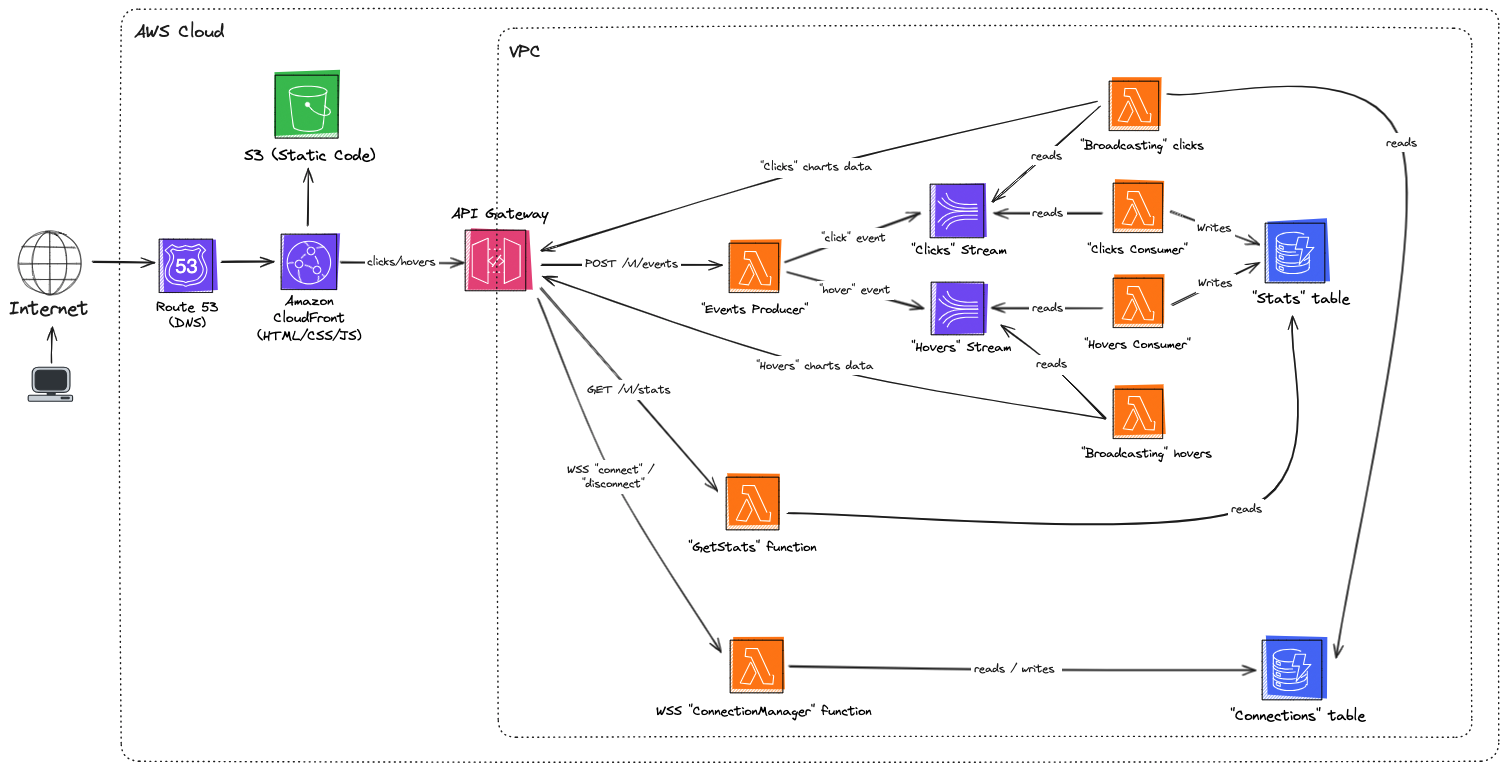 AWS Cloud
VPC
S3 (Static Code)
Internet
53
Route 53
(DNS)
Amazon
CloudFront
(HTML/CSS/JS)
clicks/hovers
API Gateway
"Clicks" charts data
POST /v1/events
"Hovers" charts data
GET /v1/stats
WSS "connect" /
"disconnect"
"Events Producer"
"click" event
"hover" event
"Clicks" Stream
"Hovers" Stream
reads
reads
reads
reads
"Broadcasting" clicks
"Clicks Consumer"
"Hovers Consumer"
"Broadcasting" hovers
Writes
Writes
"Stats" table
reads
"GetStats" function
reads
WSS "ConnectionManager" function
reads / writes
"Connections" table